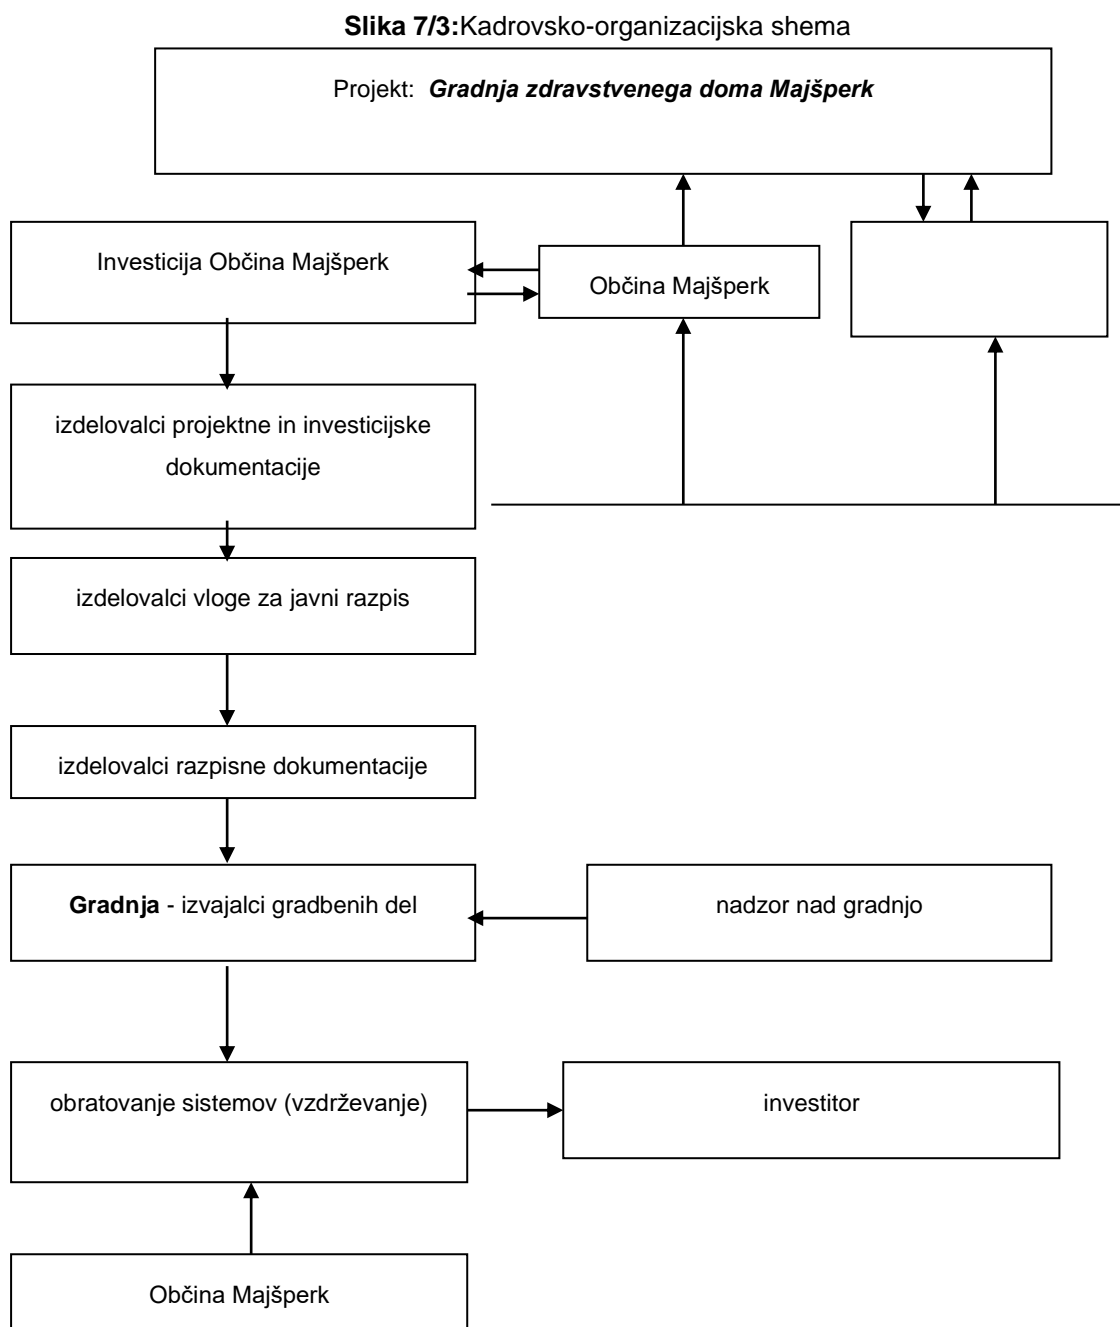 Slika 7/3:Kadrovsko-organizacijska shema
Projekt: Gradnja zdravstvenega doma Majšperk
Investicija Občina Majšperk
Občina Majšperk
izdelovalci projektne in investicijske
dokumentacije
izdelovalci vloge za javni razpis
izdelovalci razpisne dokumentacije
Gradnja - izvajalci gradbenih del
nadzor nad gradnjo
obratovanje sistemov (vzdrževanje)
investitor
Občina Majšperk